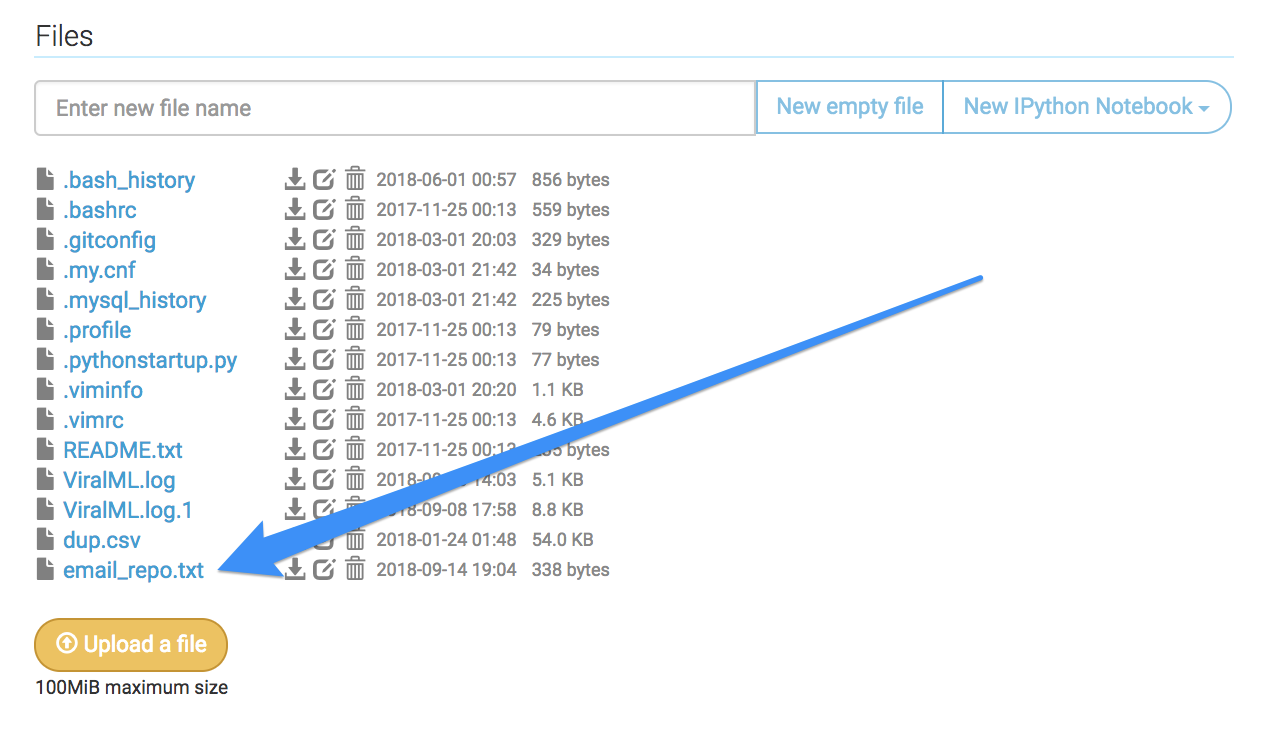 Files
Enter new file name New empty file New IPython Notebook
.bash_history 2018-06-01 00:57 856 bytes
.bashrc 2017-11-25 00:13 559 bytes
.gitconfig 2018-03-01 20:03 329 bytes
.my.cnf 2018-03-01 21:42 34 bytes
.mysql_history 2018-03-01 21:42 225 bytes
.profile 2017-11-25 00:13 79 bytes
.pythonstartup.py 2017-11-25 00:13 77 bytes
.viminfo 2018-03-01 20:20 1.1 KB
.vimrc 2017-11-25 00:13 4.6 KB
README.txt 2017-11-25 00:13 bytes
ViralML.log 14:03 5.1 KB
ViralML.log.1 2018-09-08 17:58 8.8 KB
dup.csv 2018-01-24 01:48 54.0 KB
email_repo.txt 2018-09-14 19:04 338 bytes
Upload a file
100MiB maximum size